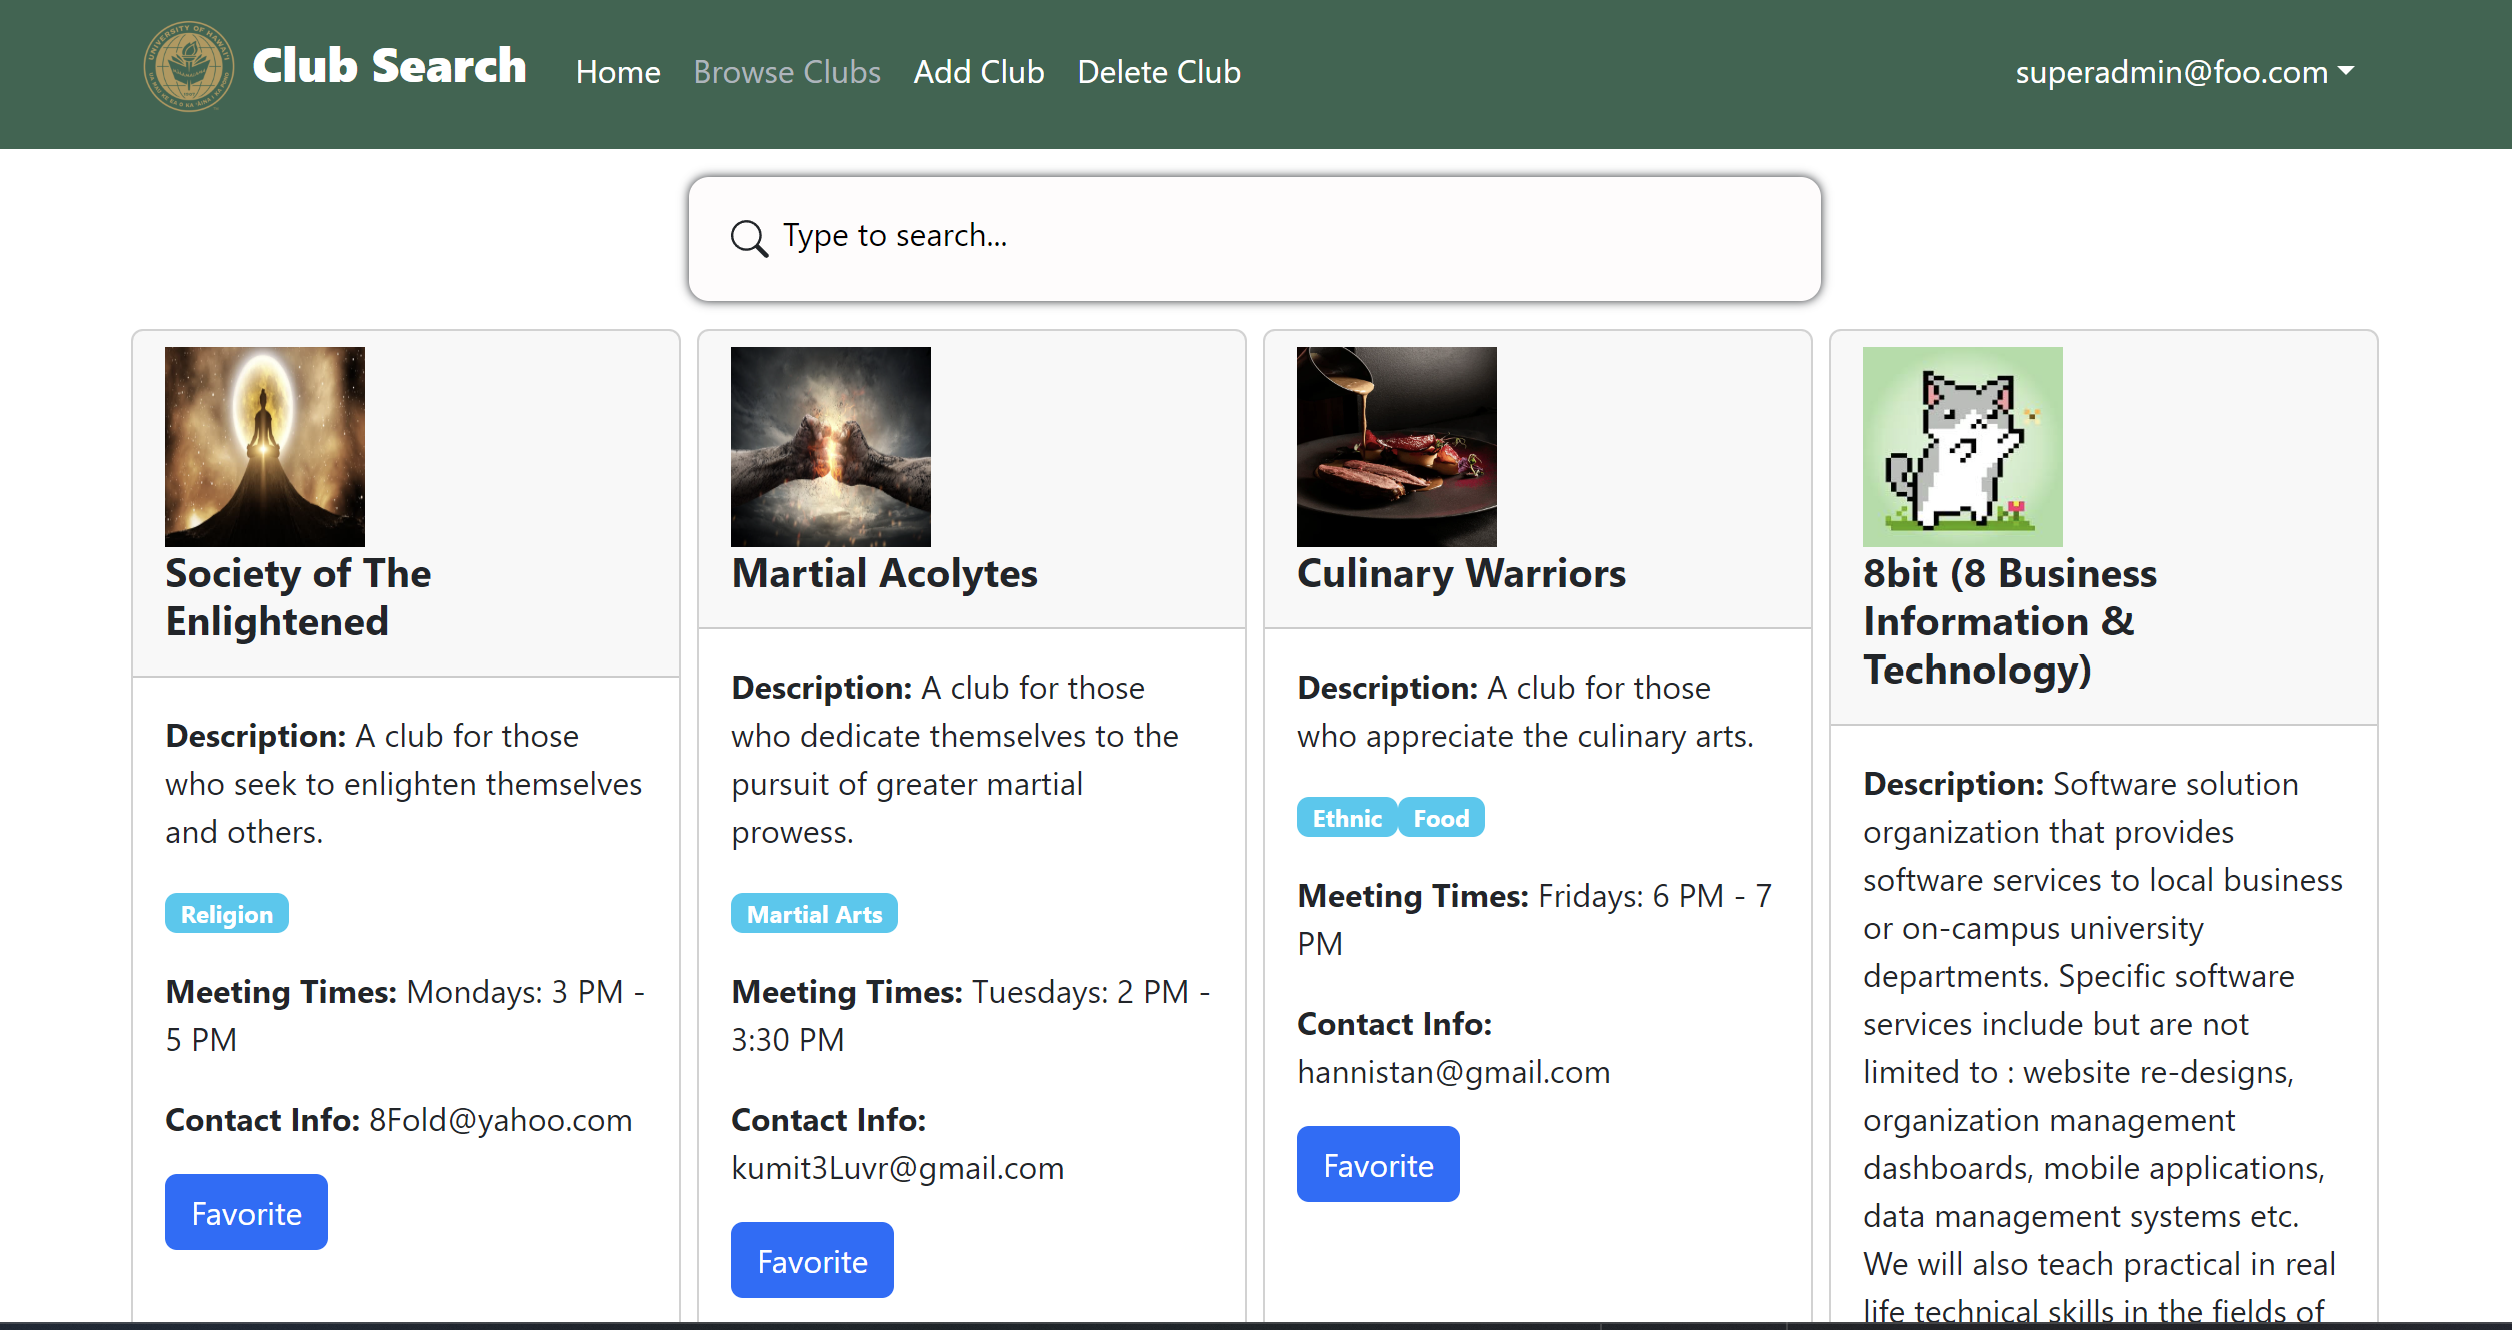 UNIVERSITY OF HAWAI'I
Club Search
Home
Browse Clubs
Add Club
Delete Club
superadmin@foo.com
Type to search...
Society of The
Enlightened
Description: A club for those
who seek to enlighten themselves
and others.
Religion
Meeting Times: Mondays: 3 PM -
5 PM
Contact Info: 8Fold@yahoo.com
Favorite
Martial Acolytes
Description: A club for those
who dedicate themselves to the
pursuit of greater martial
prowess.
Martial Arts
Meeting Times: Tuesdays: 2 PM -
3:30 PM
Contact Info:
kumit3Luvr@gmail.com
Favorite
Culinary Warriors
Description: A club for those
who appreciate the culinary arts.
Ethnic
Food
Meeting Times: Fridays: 6 PM - 7
PM
Contact Info:
hannistan@gmail.com
Favorite
8bit (8 Business
Information &
Technology)
Description: Software solution
organization that provides
software services to local business
or on-campus university
departments. Specific software
services include but are not
limited to : website re-designs,
organization management
dashboards, mobile applications,
data management systems etc.
We will also teach practical in real
life technical skills in the fields of